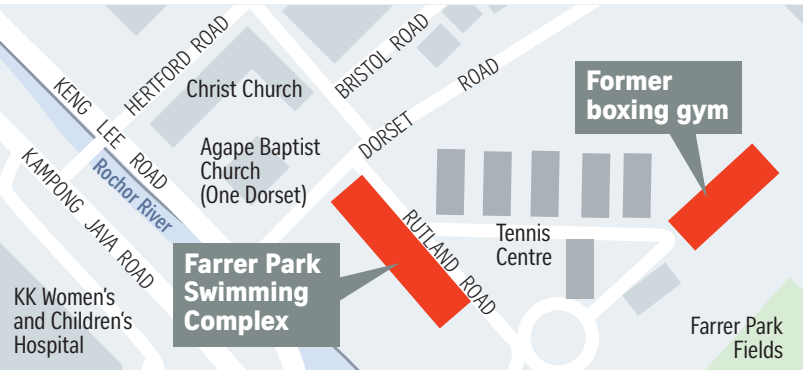 HERTFORD ROAD
BRISTOL ROAD
KENG LEE ROAD
Christ Church
DORSET ROAD
Former
boxing gym
Agape Baptist
Church
(One Dorset)
KAMPONG JAVA ROAD
Rochor River
RUTLAND ROAD
Tennis
Centre
Farrer Park
Swimming
Complex
KK Women's
and Children's
Hospital
Farrer Park
Fields